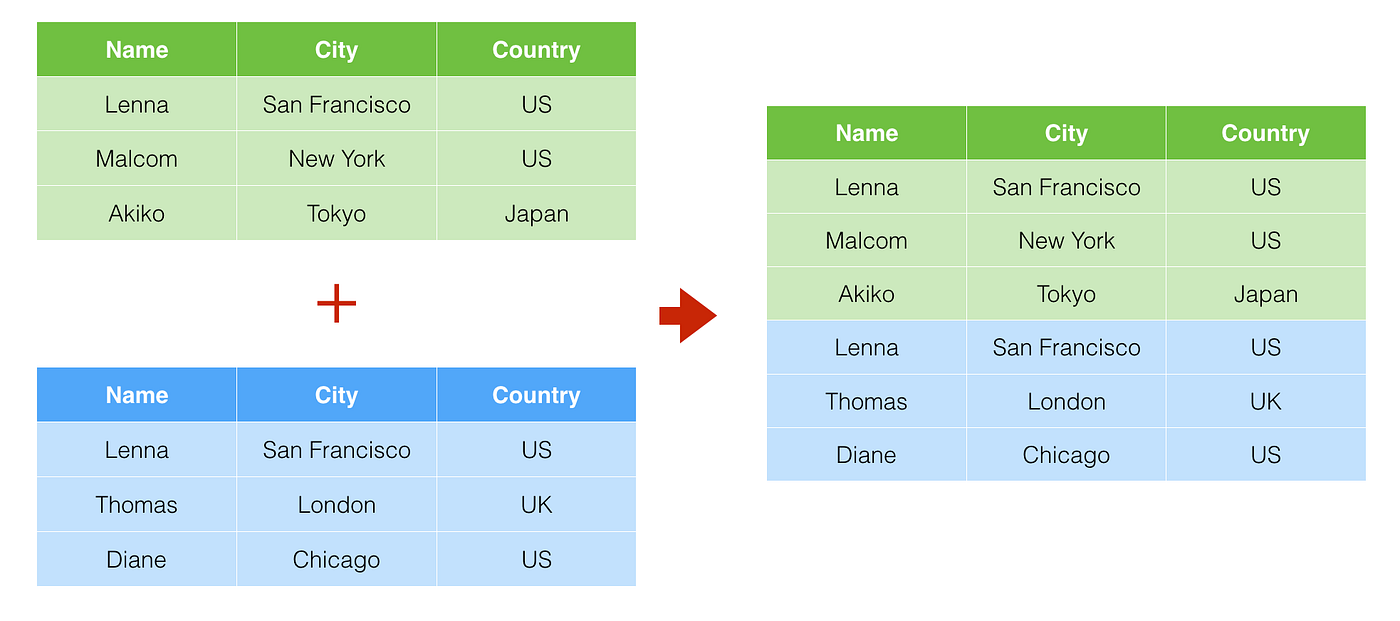 Name City Country
Lenna San Francisco US
Malcom New York US
Akiko Tokyo Japan
+
Name City Country
Lenna San Francisco US
Thomas London UK
Diane Chicago US
Name City Country
Lenna San Francisco US
Malcom New York US
Akiko Tokyo Japan
Lenna San Francisco US
Thomas London UK
Diane Chicago US